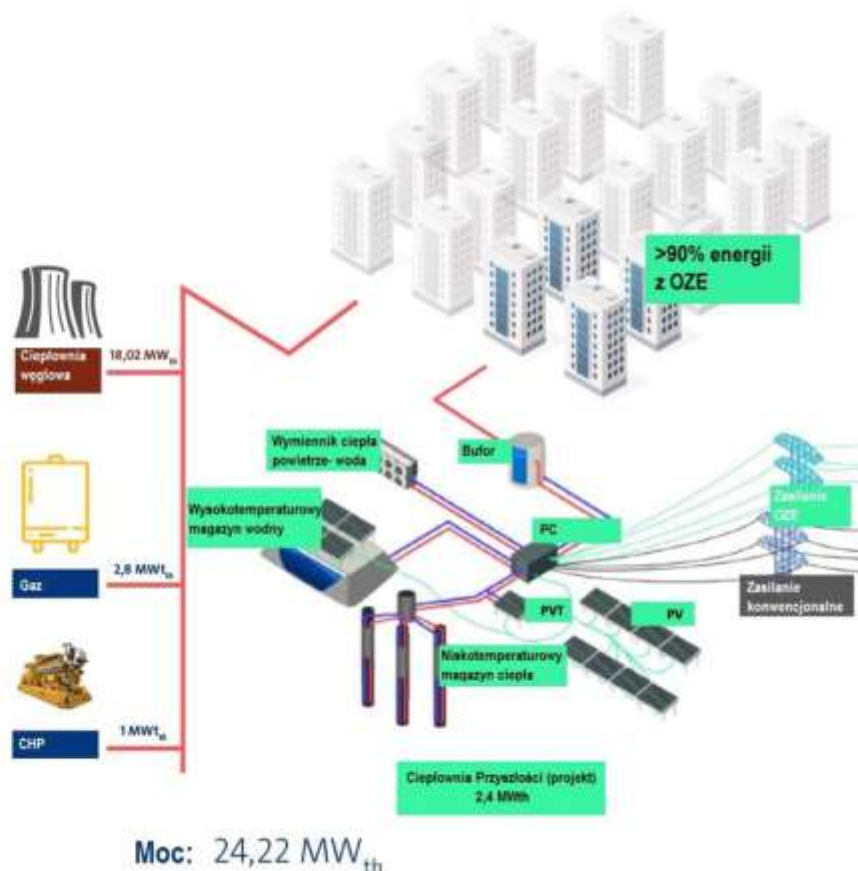 >90% energii
z OZE
Ciepłownia
węglowa
18,02 MWth
Wymiennik ciepła
powietrze- woda
Bufor
Wysokotemperaturowy
magazyn wodny
PC
Zasilanie
OZE
Gaz
2,8 MWtth
Zasilanie
konwencjonalne
PVT
PV
Niskotemperaturowy
magazyn ciepła
CHP
1 MWtth
Ciepłownia Przyszłości (projekt)
2,4 MWth
Moc: 24,22 MWth